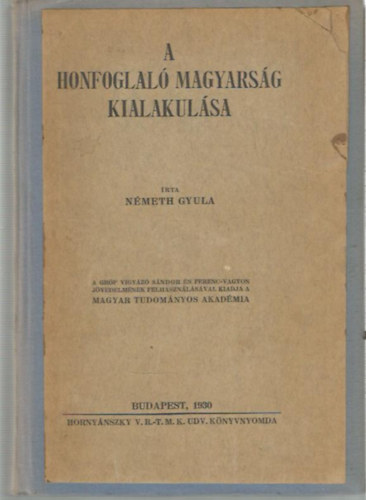 A
HONFOGLALÓ MAGYARSÁG
KIALAKULÁSA
ÍRTA
NÉMETH GYULA
A GRÓF VIGYÁZÓ SÁNDOR ÉS FERENC-VAGYON
JÖVEDELMÉNEK FELHASZNÁLÁSÁVAL KIADJA A
MAGYAR TUDOMÁNYOS AKADÉMIA
BUDAPEST, 1930
HORNYÁNSZKY V. R.-T. M. K. UDV. KÖNYVNYOMDA